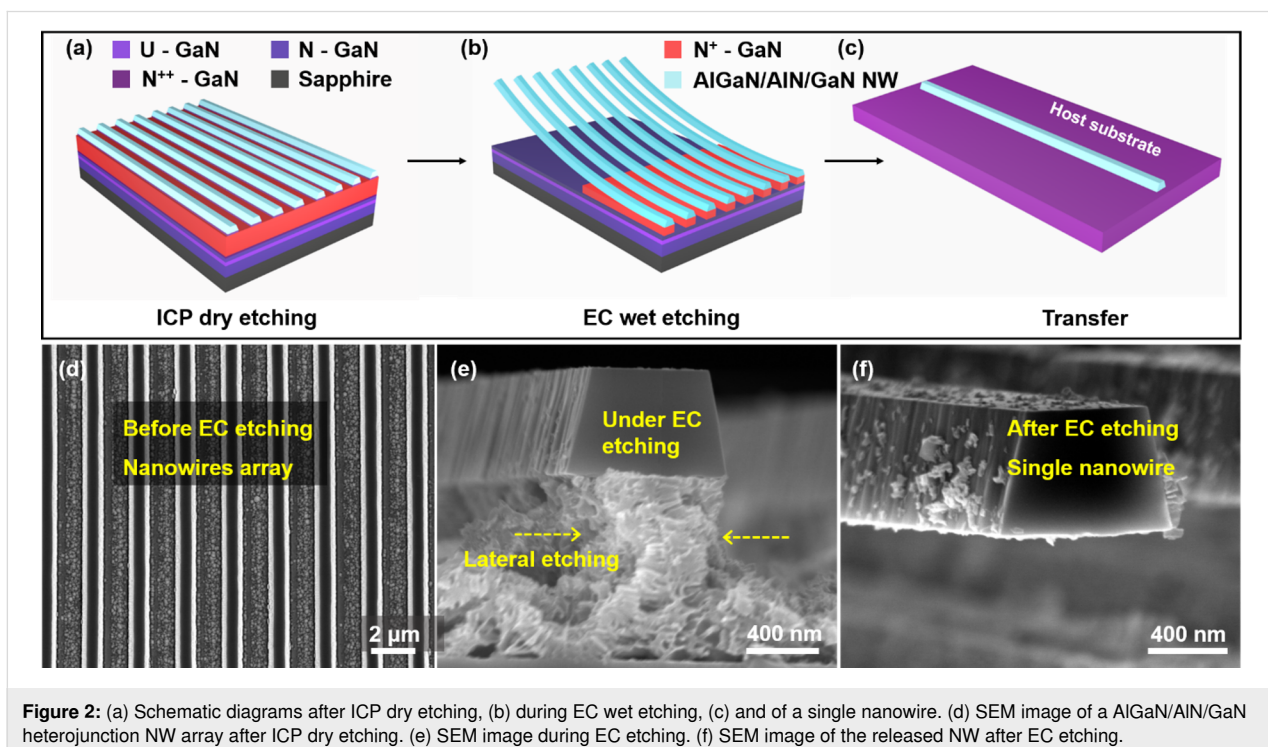 (a)
U - GaN
N - GaN
N++ - GaN
Sapphire
(b)
N+ - GaN
AlGaN/AlN/GaN NW
(c)
Host substrate
ICP dry etching
EC wet etching
Transfer
(d)
Before EC etching
Nanowires array
2 µm
(e)
Under EC
etching
Lateral etching
400 nm
(f)
After EC etching
Single nanowire
400 nm
Figure 2: (a) Schematic diagrams after ICP dry etching, (b) during EC wet etching, (c) and of a single nanowire. (d) SEM image of a AlGaN/AlN/GaN
heterojunction NW array after ICP dry etching. (e) SEM image during EC etching. (f) SEM image of the released NW after EC etching.